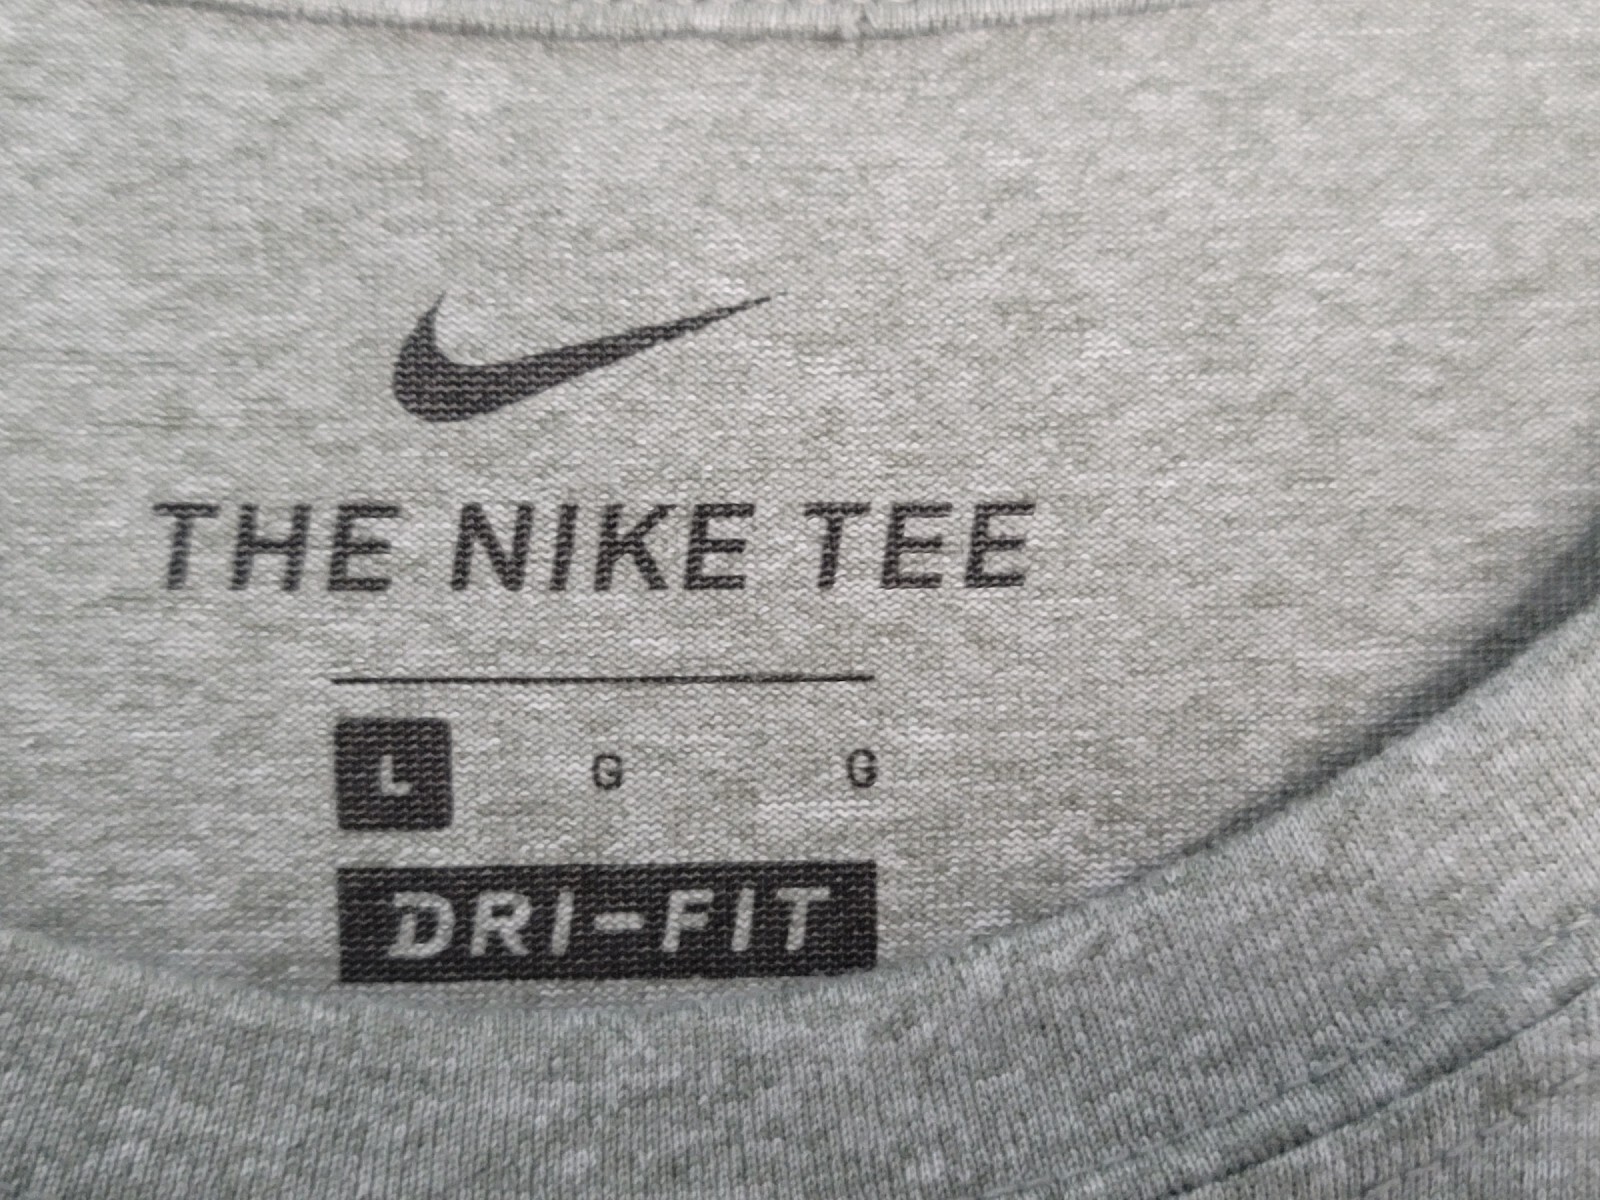 THE NIKE TEE
L G G
DRI-FIT